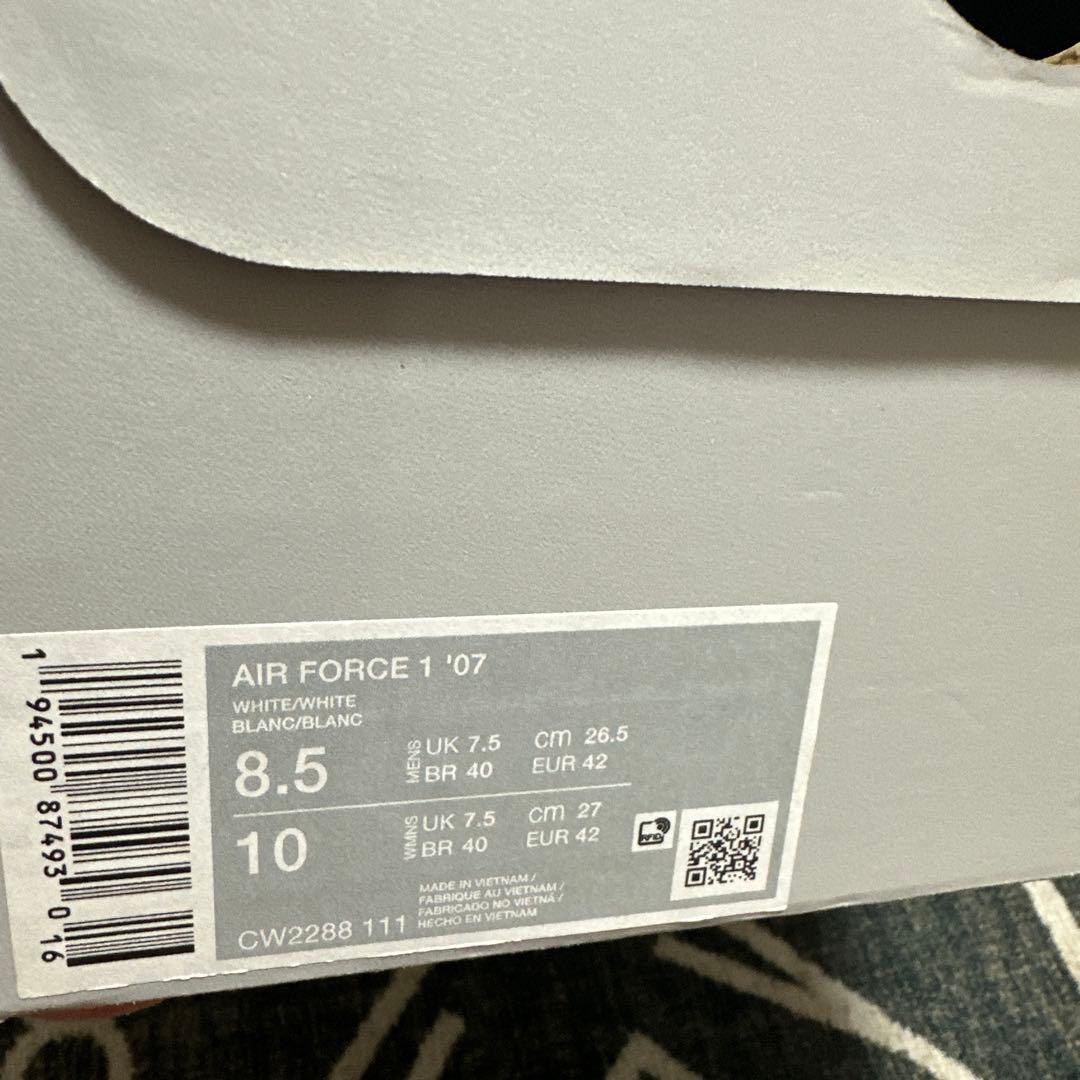 AIR FORCE 1 '07
WHITE/WHITE
BLANC/BLANC
8.5
MENS
UK 7.5 cm 26.5
BR 40 EUR 42
10
WMNS
UK 7.5 cm 27
BR 40 EUR 42
RFID
MADE IN VIETNAM /
FABRIQUE AU VIETNAM /
FABRICADO NO VIETNÃ /
HECHO EN VIETNAM
CW2288 111
1 94500 87493 0 16